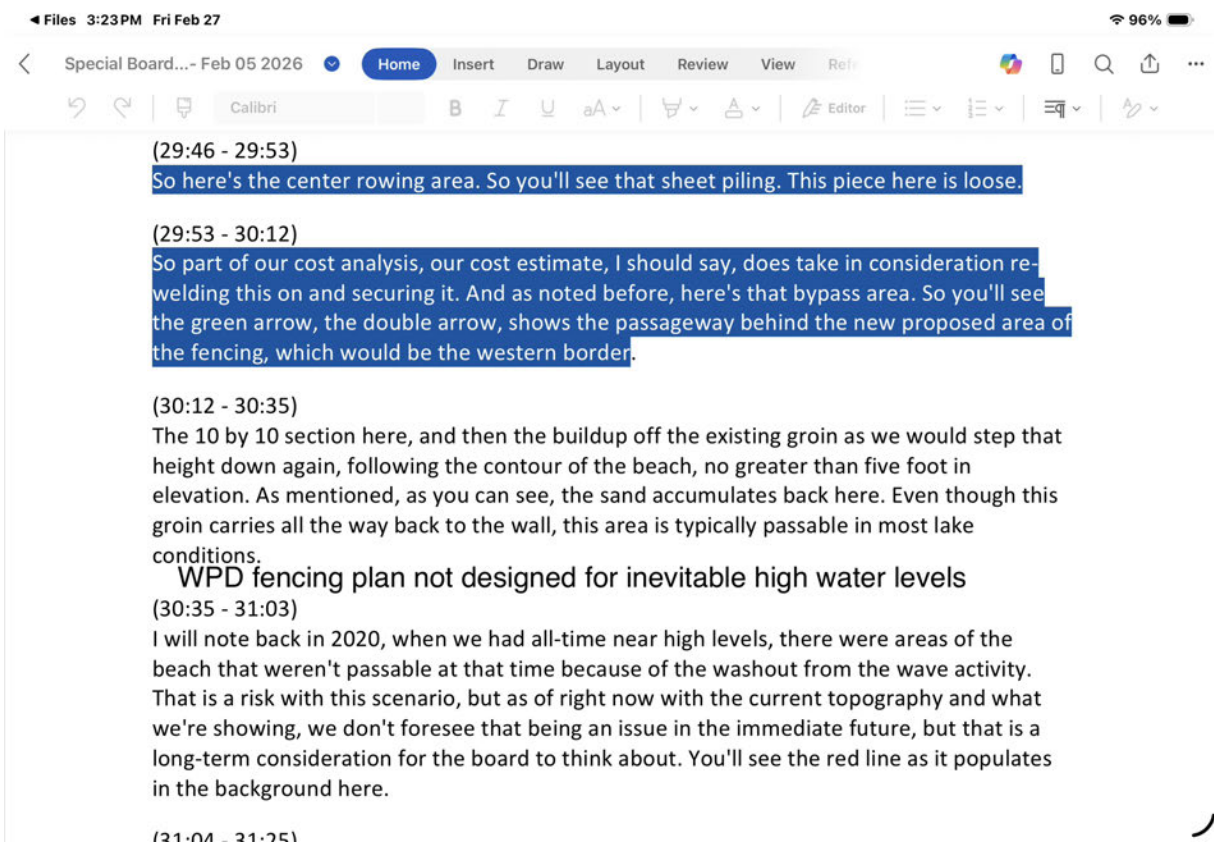 Files 3:23 PM Fri Feb 27
96%
Special Board...- Feb 05 2026 Home Insert Draw Layout Review View Refe
Calibri B I U aA A Editor
(29:46 - 29:53)
So here's the center rowing area. So you'll see that sheet piling. This piece here is loose.
(29:53 - 30:12)
So part of our cost analysis, our cost estimate, I should say, does take in consideration re-
welding this on and securing it. And as noted before, here's that bypass area. So you'll see
the green arrow, the double arrow, shows the passageway behind the new proposed area of
the fencing, which would be the western border.
(30:12 - 30:35)
The 10 by 10 section here, and then the buildup off the existing groin as we would step that
height down again, following the contour of the beach, no greater than five foot in
elevation. As mentioned, as you can see, the sand accumulates back here. Even though this
groin carries all the way back to the wall, this area is typically passable in most lake
conditions.
WPD fencing plan not designed for inevitable high water levels
(30:35 - 31:03)
I will note back in 2020, when we had all-time near high levels, there were areas of the
beach that weren't passable at that time because of the washout from the wave activity.
That is a risk with this scenario, but as of right now with the current topography and what
we're showing, we don't foresee that being an issue in the immediate future, but that is a
long-term consideration for the board to think about. You'll see the red line as it populates
in the background here.
(31:04 - 31:25)